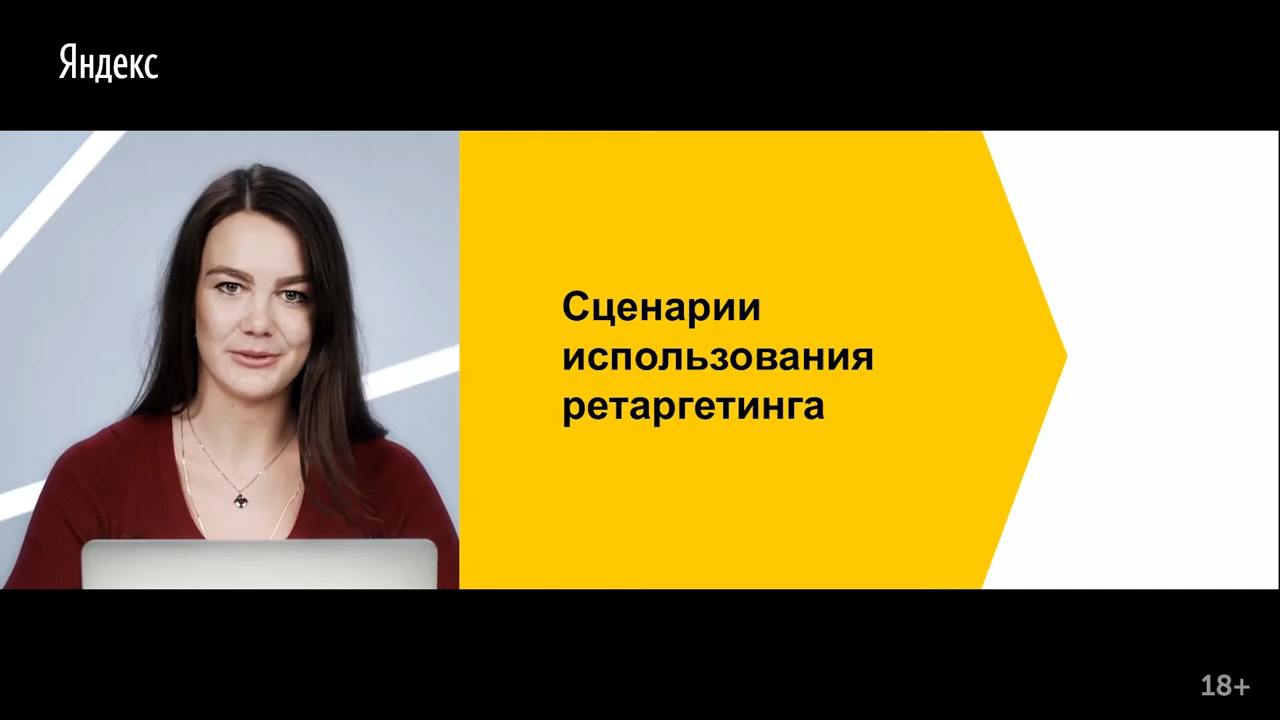 Яндекс
Сценарии
использования
ретаргетинга
18+